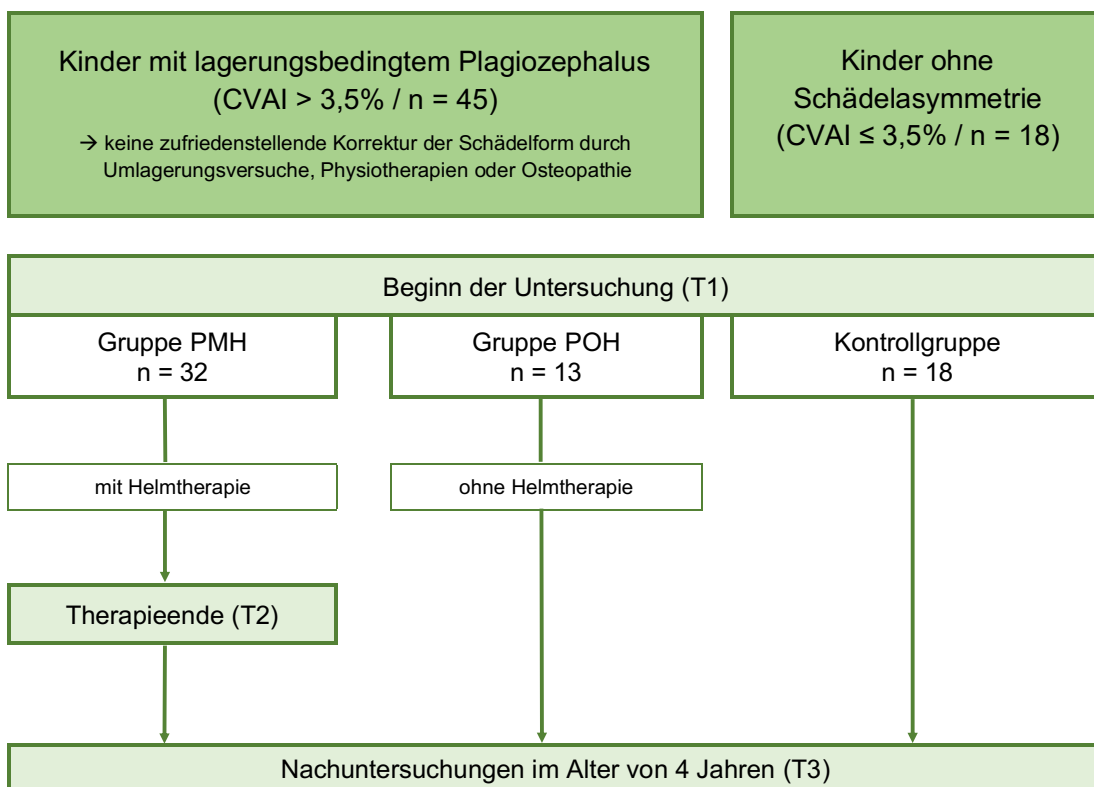 Kinder mit lagerungsbedingtem Plagiozephalus
(CVAI > 3,5% / n = 45)
→ keine zufriedenstellende Korrektur der Schädelform durch
Umlagerungsversuche, Physiotherapien oder Osteopathie
Kinder ohne
Schädelasymmetrie
(CVAI ≤ 3,5% / n = 18)
Beginn der Untersuchung (T1)
Gruppe PMH
n = 32
Gruppe POH
n = 13
Kontrollgruppe
n = 18
mit Helmtherapie
ohne Helmtherapie
Therapieende (T2)
Nachuntersuchungen im Alter von 4 Jahren (T3)